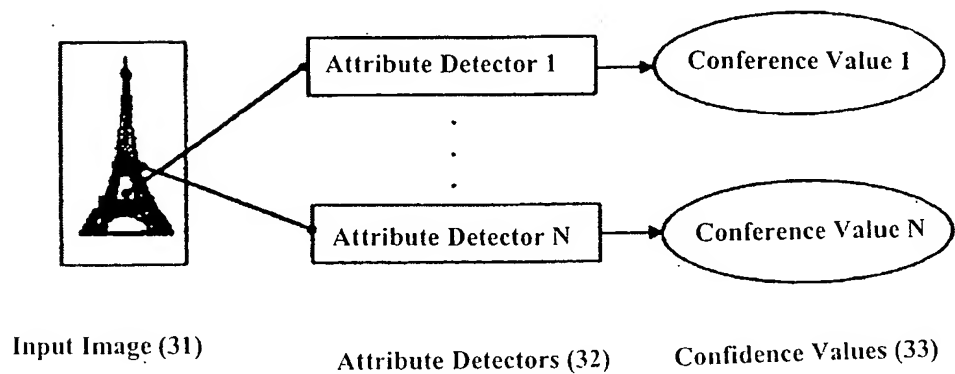 Attribute Detector 1
Conference Value 1
Attribute Detector N
Conference Value N
Input Image (31)
Attribute Detectors (32)
Confidence Values (33)